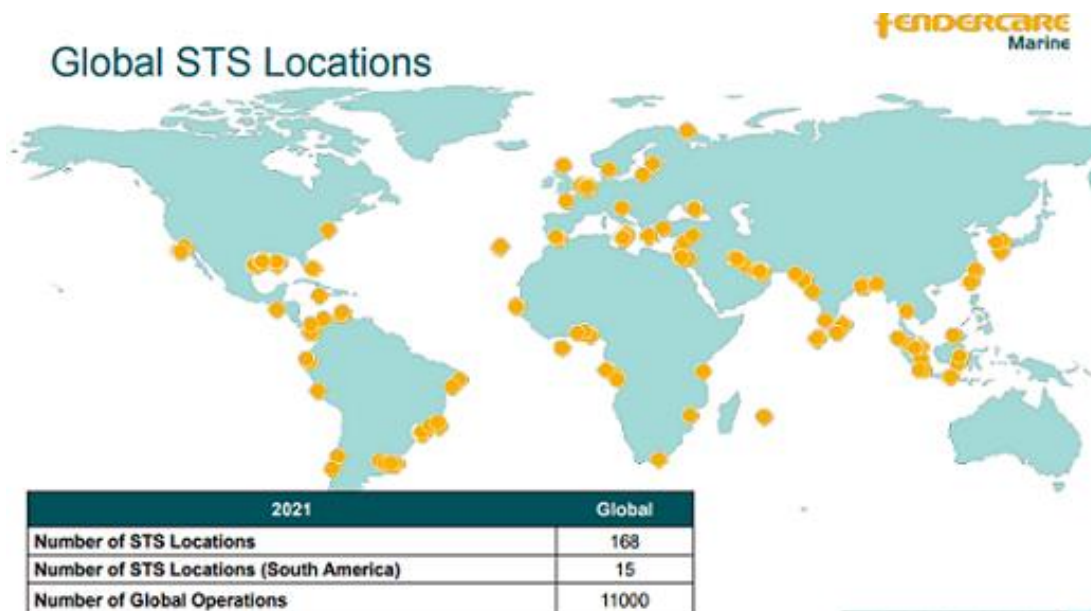 FENDERCARE
Marine
Global STS Locations
2021 Global
Number of STS Locations 168
Number of STS Locations (South America) 15
Number of Global Operations 11000